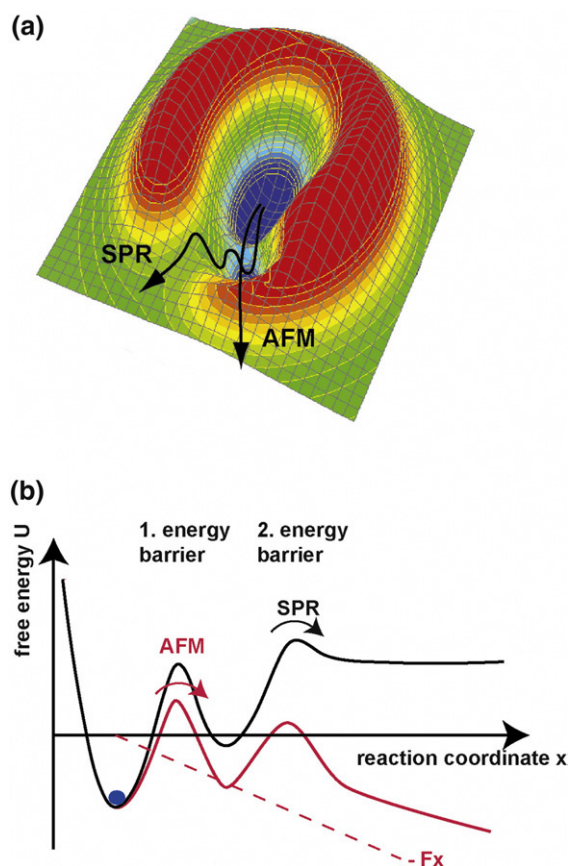 (a)
SPR
AFM
(b)
free energy U
1. energy
barrier
2. energy
barrier
SPR
AFM
reaction coordinate x
- Fx